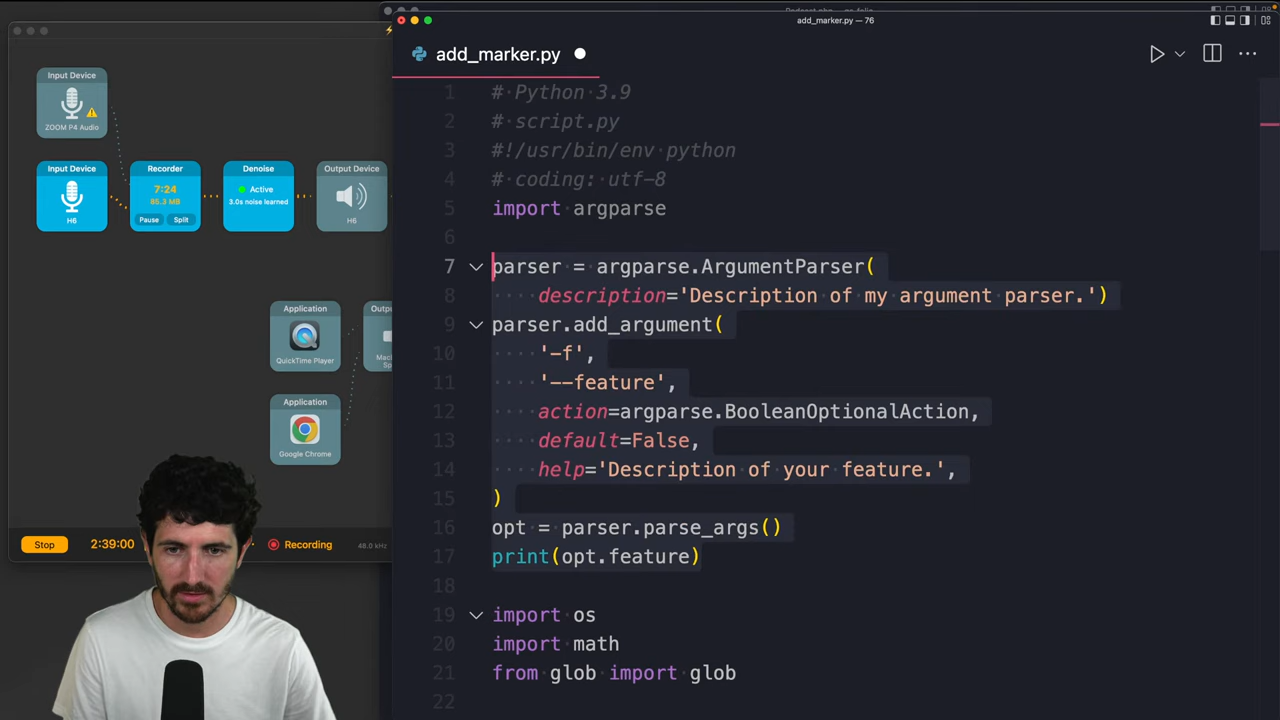 add_marker.py — 76
Input Device
ZOOM P4 Audio
Input Device
H6
Recorder
7:24
85.3 MB
Pause
Split
Denoise
Active
3.0s noise learned
Output Device
H6
Application
QuickTime Player
Application
Google Chrome
Stop
2:39:00
Recording
48.0 kHz
add_marker.py
1 # Python 3.9
2 # script.py
3 #!/usr/bin/env python
4 # coding: utf-8
5 import argparse
6
7 parser = argparse.ArgumentParser(
8 description='Description of my argument parser.')
9 parser.add_argument(
10 '-f',
11 '--feature',
12 action=argparse.BooleanOptionalAction,
13 default=False,
14 help='Description of your feature.',
15 )
16 opt = parser.parse_args()
17 print(opt.feature)
18
19 import os
20 import math
21 from glob import glob
22